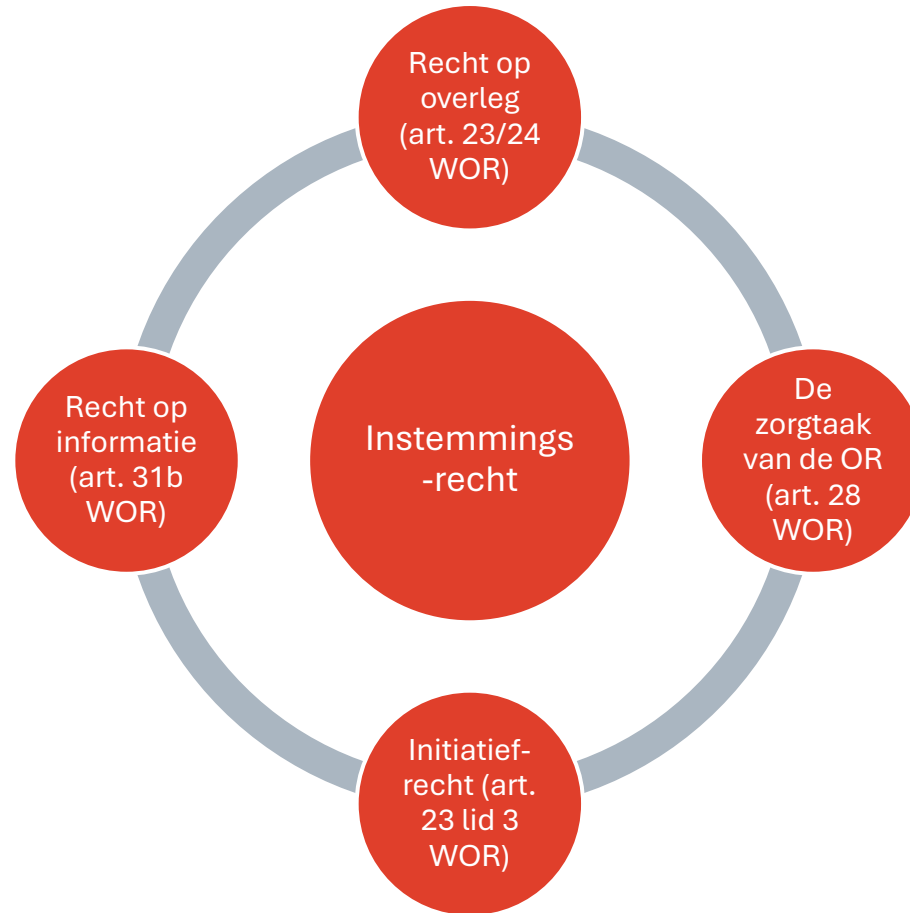 Recht op
overleg
(art. 23/24
WOR)
Recht op
informatie
(art. 31b
WOR)
Instemmings
-recht
De
zorgtaak
van de OR
(art. 28
WOR)
Initiatief-
recht (art.
23 lid 3
WOR)